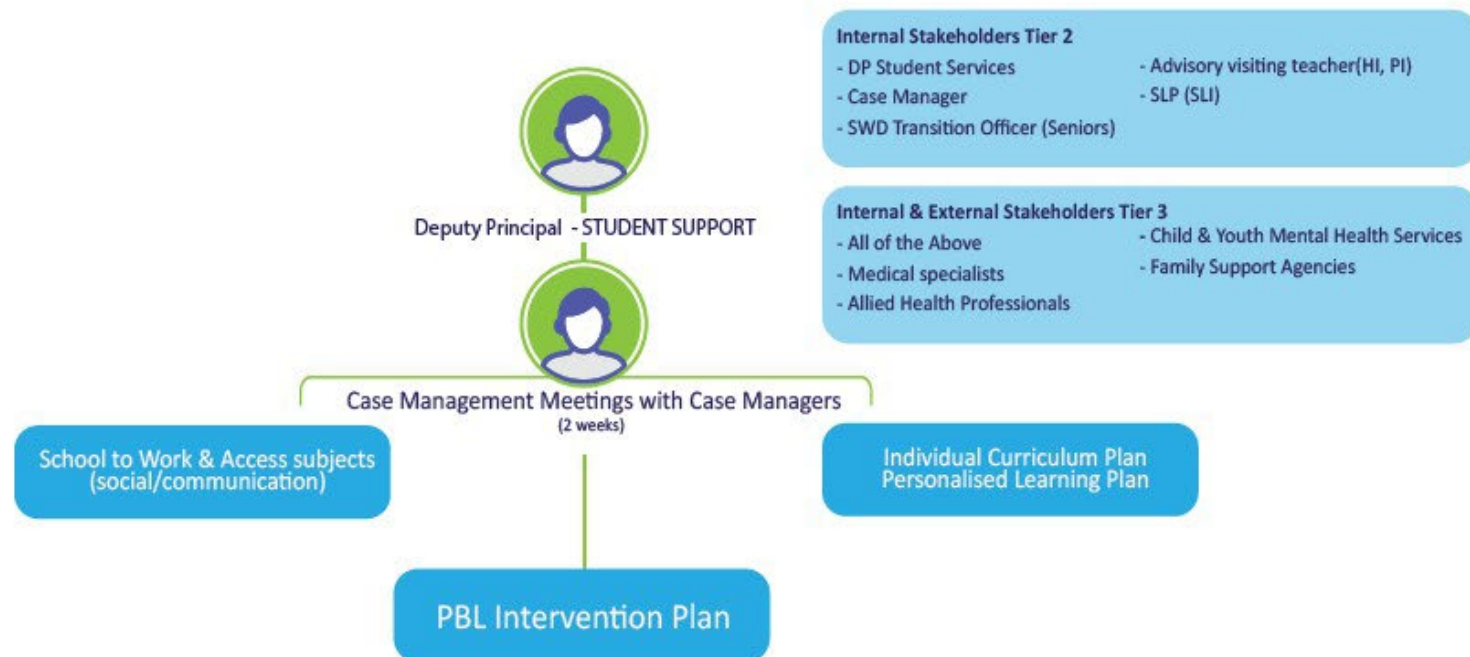 Internal Stakeholders Tier 2
- DP Student Services
- Case Manager
- SWD Transition Officer (Seniors)
- Advisory visiting teacher(HI, PI)
- SLP (SLI)
Deputy Principal - STUDENT SUPPORT
Internal & External Stakeholders Tier 3
- All of the Above
- Medical specialists
- Allied Health Professionals
- Child & Youth Mental Health Services
- Family Support Agencies
Case Management Meetings with Case Managers
(2 weeks)
School to Work & Access subjects
(social/communication)
Individual Curriculum Plan
Personalised Learning Plan
PBL Intervention Plan